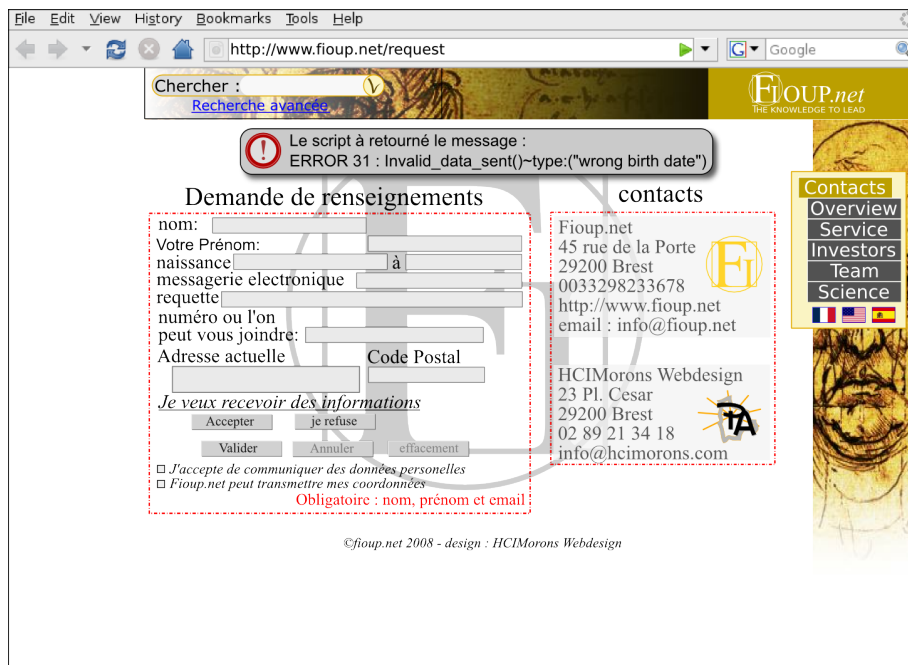 File Edit View History Bookmarks Tools Help
http://www.fioup.net/request
G Google
Chercher : V
Recherche avancée
FIOUP.net
THE KNOWLEDGE TO LEAD
Le script à retourné le message :
ERROR 31 : Invalid_data_sent()~type:("wrong birth date")
Demande de renseignements
nom:
Votre Prénom:
naissance à
messagerie electronique
requette
numéro ou l'on
peut vous joindre:
Adresse actuelle Code Postal
Je veux recevoir des informations
Accepter je refuse
Valider Annuler effacement
J'accepte de communiquer des données personelles
Fioup.net peut transmettre mes coordonnées
Obligatoire : nom, prénom et email
contacts
Fioup.net
45 rue de la Porte
29200 Brest
0033298233678
http://www.fioup.net
email : info@fioup.net
FI
HCIMorons Webdesign
23 Pl. Cesar
29200 Brest
02 89 21 34 18
info@hcimorons.com
Contacts
Overview
Service
Investors
Team
Science
©fioup.net 2008 - design : HCIMorons Webdesign